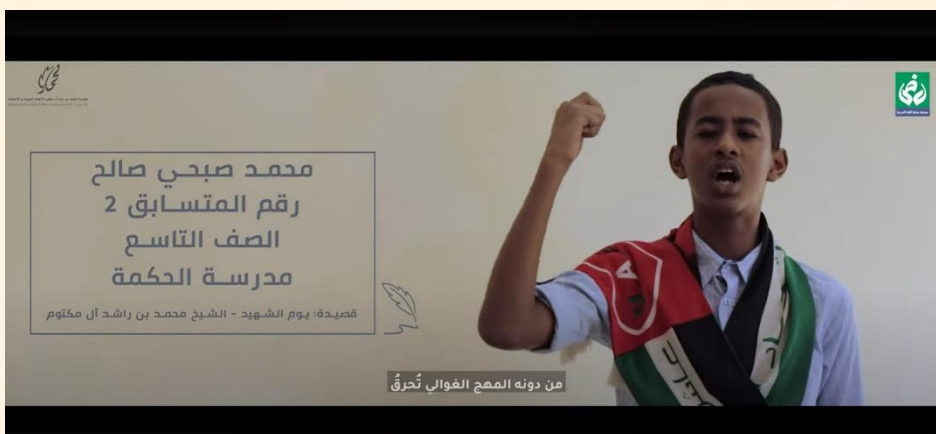 محمد صبحي صالح
رقم المتسابق 2
الصف التاسع
مدرسة الحكمة
قصيدة: يوم الشهيد - الشيخ محمد بن راشد آل مكتوم
من دونه المهج الغوالي تُحرقُ